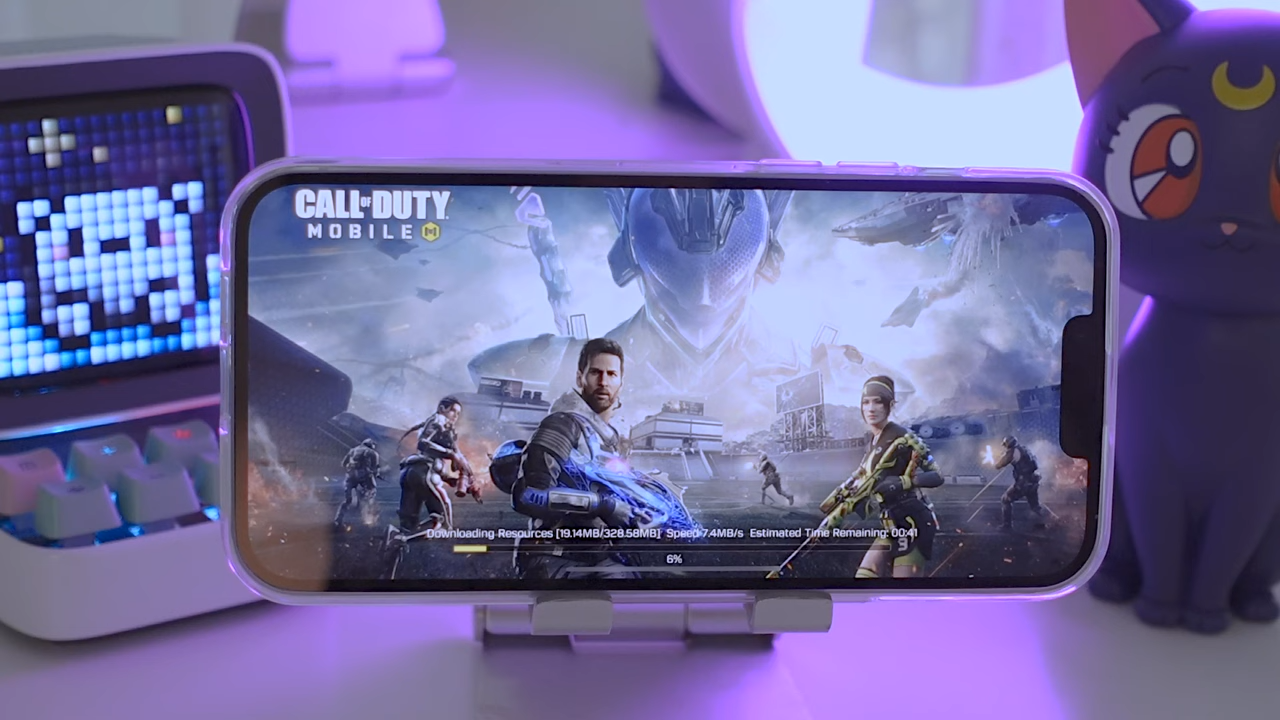 CALL OF DUTY
MOBILE
Downloading Resources [19.14MB/328.58MB] Speed 7.4MB/s Estimated Time Remaining: 00:41
6%
3